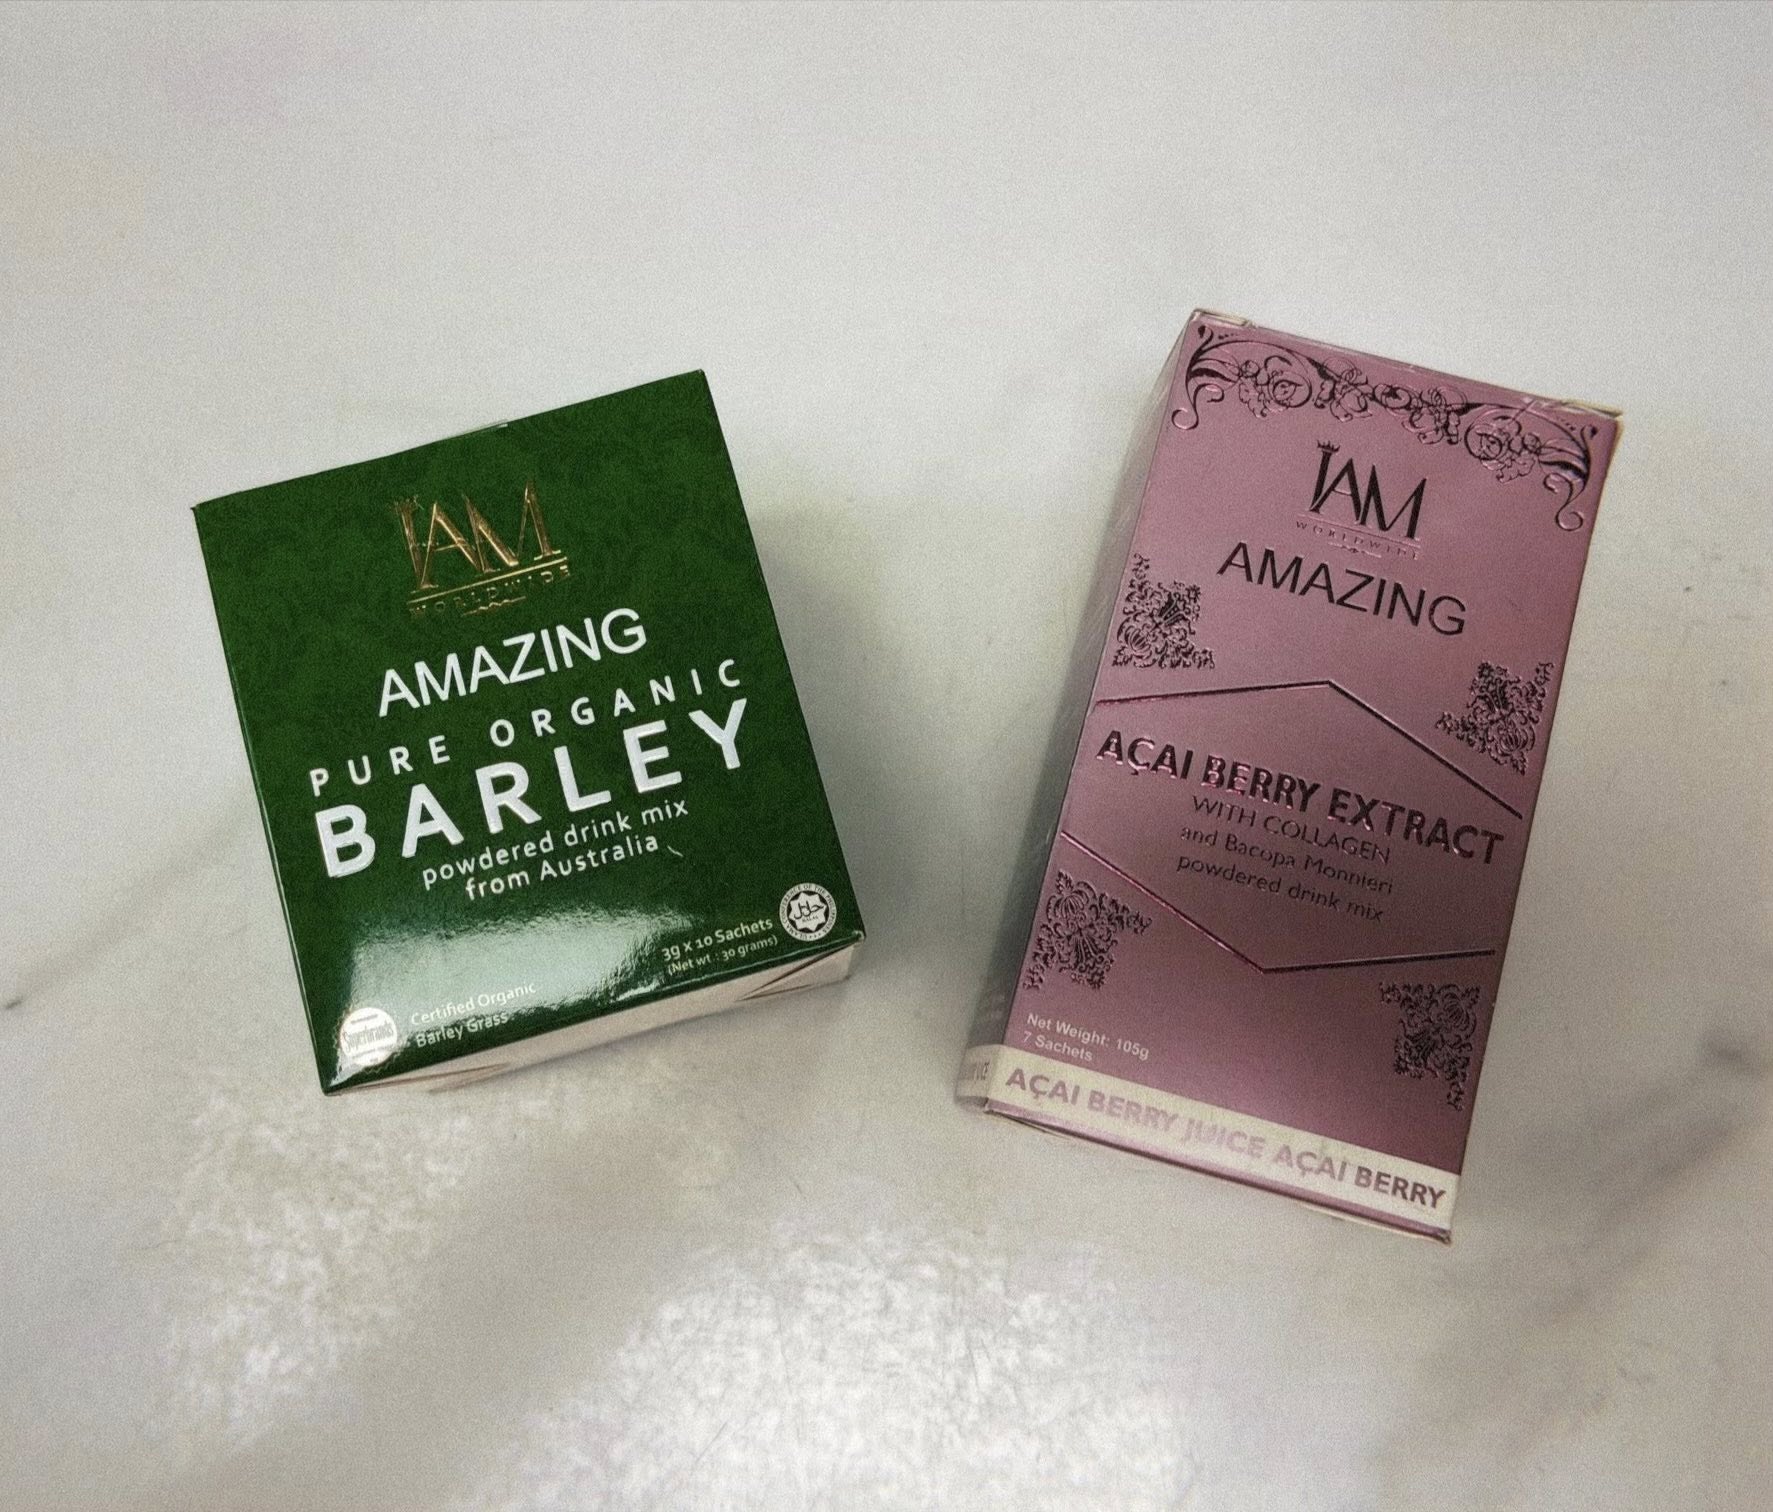 IAM
WORLDWIDE
AMAZING
PURE ORGANIC
BARLEY
powdered drink mix
from Australia
3g x 10 Sachets
(Net wt : 30 grams)
Superbrands
Certified Organic
Barley Grass
IAM
WORLDWIDE
AMAZING
AÇAI BERRY EXTRACT
WITH COLLAGEN
and Bacopa Monnieri
powdered drink mix
Net Weight: 105g
7 Sachets
AÇAI BERRY JUICE AÇAI BERRY